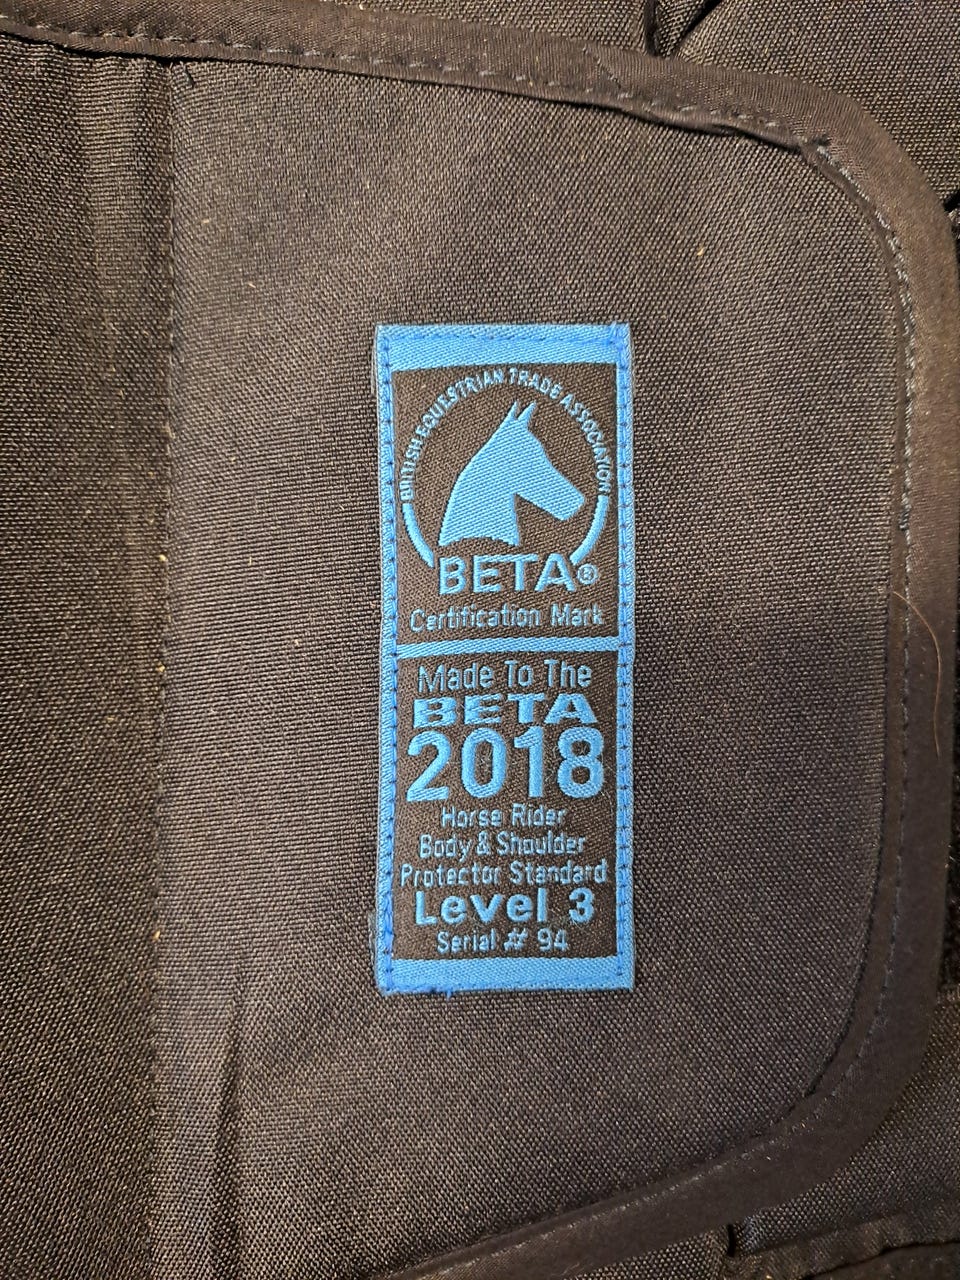 BRITISH EQUESTRIAN TRADE ASSOCIATION
BETA®
Certification Mark
Made To The
BETA
2018
Horse Rider
Body & Shoulder
Protector Standard
Level 3
Serial # 94